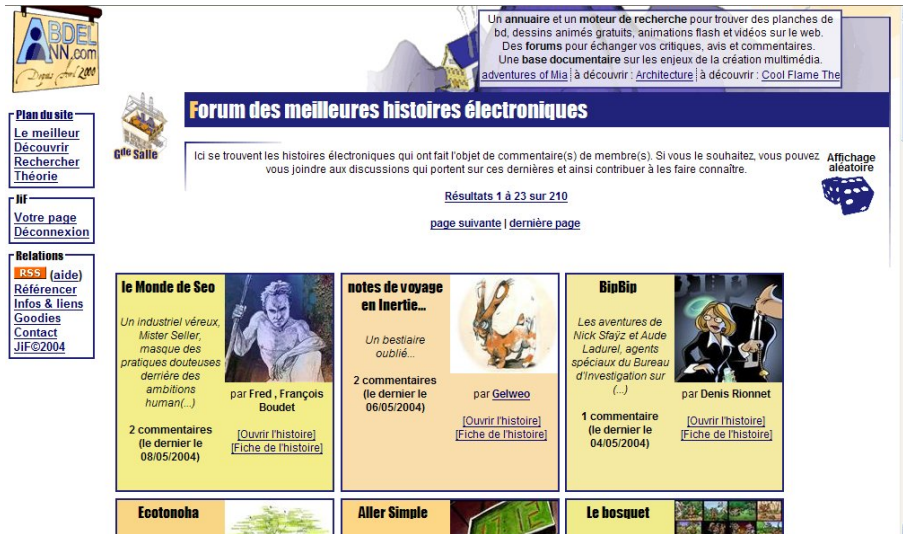 ABDEL
INN.com
Depuis Avril 2000
Un annuaire et un moteur de recherche pour trouver des planches de
bd, dessins animés gratuits, animations flash et vidéos sur le web.
Des forums pour échanger vos critiques, avis et commentaires.
Une base documentaire sur les enjeux de la création multimédia.
adventures of Mia à découvrir : Architecture à découvrir : Cool Flame The
Plan du site
Le meilleur
Découvrir
Rechercher
Théorie
JiF
Votre page
Déconnexion
Relations
RSS (aide)
Référencer
Infos & liens
Goodies
Contact
JiF©2004
Gde Salle
Forum des meilleures histoires électroniques
Ici se trouvent les histoires électroniques qui ont fait l'objet de commentaire(s) de membre(s). Si vous le souhaitez, vous pouvez
vous joindre aux discussions qui portent sur ces dernières et ainsi contribuer à les faire connaître.
Affichage
aléatoire
Résultats 1 à 23 sur 210
page suivante | dernière page
le Monde de Seo
Un industriel véreux,
Mister Seller,
masque des
pratiques douteuses
derrière des
ambitions
human(...)
2 commentaires
(le dernier le
08/05/2004)
par Fred , François
Boudet
[Ouvrir l'histoire]
[Fiche de l'histoire]
notes de voyage
en Inertie...
Un bestiaire
oublié...
2 commentaires
(le dernier le
06/05/2004)
par Gelweo
[Ouvrir l'histoire]
[Fiche de l'histoire]
BipBip
Les aventures de
Nick Sfaÿz et Aude
Ladurel, agents
spéciaux du Bureau
d'Investigation sur
(...)
1 commentaire
(le dernier le
04/05/2004)
par Denis Rionnet
[Ouvrir l'histoire]
[Fiche de l'histoire]
Ecotonoha
Aller Simple
Le bosquet